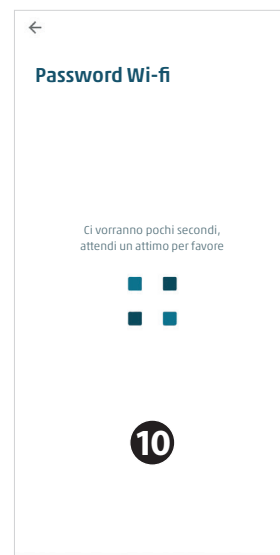 Password Wi-fi
Ci vorranno pochi secondi,
attendi un attimo per favore
10